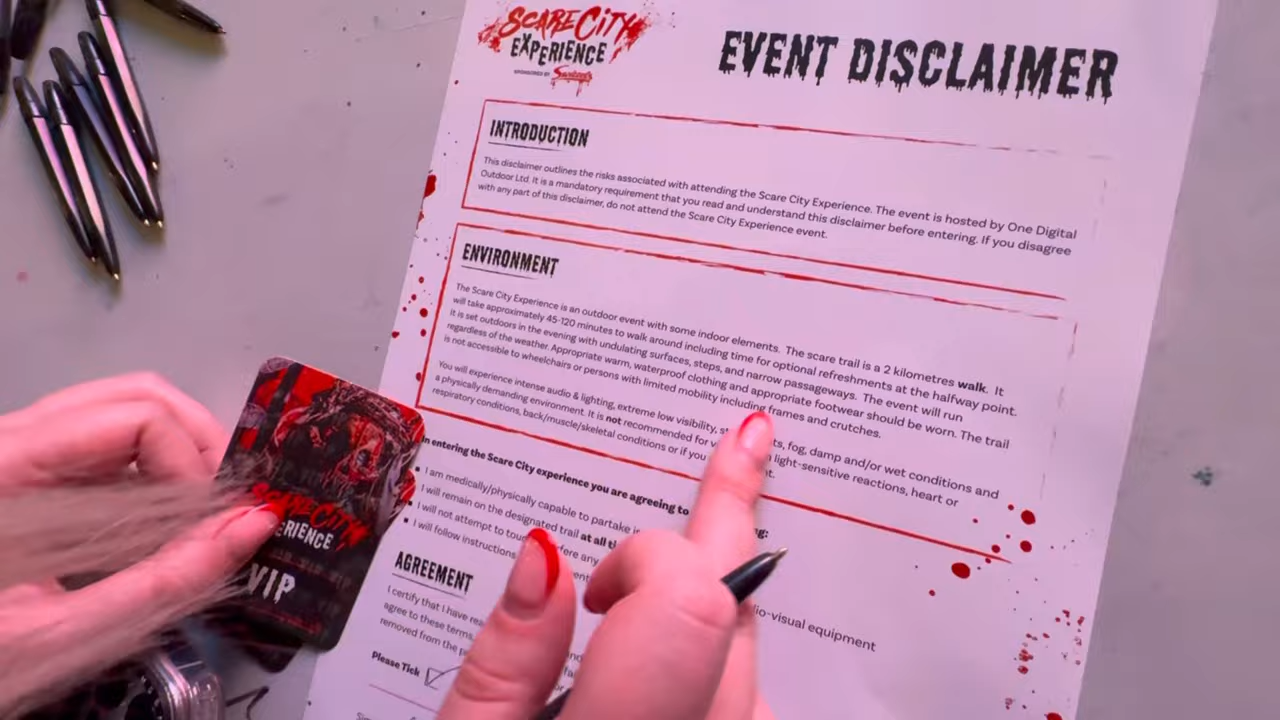 SCARE CITY
EXPERIENCE
SPONSORED BY
EVENT DISCLAIMER
INTRODUCTION
This disclaimer outlines the risks associated with attending the Scare City Experience. The event is hosted by One Digital
Outdoor Ltd. It is a mandatory requirement that you read and understand this disclaimer before entering. If you disagree
with any part of this disclaimer, do not attend the Scare City Experience event.
ENVIRONMENT
The Scare City Experience is an outdoor event with some indoor elements. The scare trail is a 2 kilometres walk. It
will take approximately 45-120 minutes to walk around including time for optional refreshments at the halfway point.
It is set outdoors in the evening with undulating surfaces, steps, and narrow passageways. The event will run
regardless of the weather. Appropriate warm, waterproof clothing and appropriate footwear should be worn. The trail
is not accessible to wheelchairs or persons with limited mobility including frames and crutches.
You will experience intense audio & lighting, extreme low visibility, fog, damp and/or wet conditions and
a physically demanding environment. It is not recommended for light-sensitive reactions, heart or
respiratory conditions, back/muscle/skeletal conditions or if you
In entering the Scare City experience you are agreeing to
I am medically/physically capable to partake
I will remain on the designated trail at all
I will not attempt to any audio-visual equipment
I will follow instructions
AGREEMENT
I certify that I have
agree to these terms
removed from the
Please Tick
SCARE CITY
EXPERIENCE
VIP